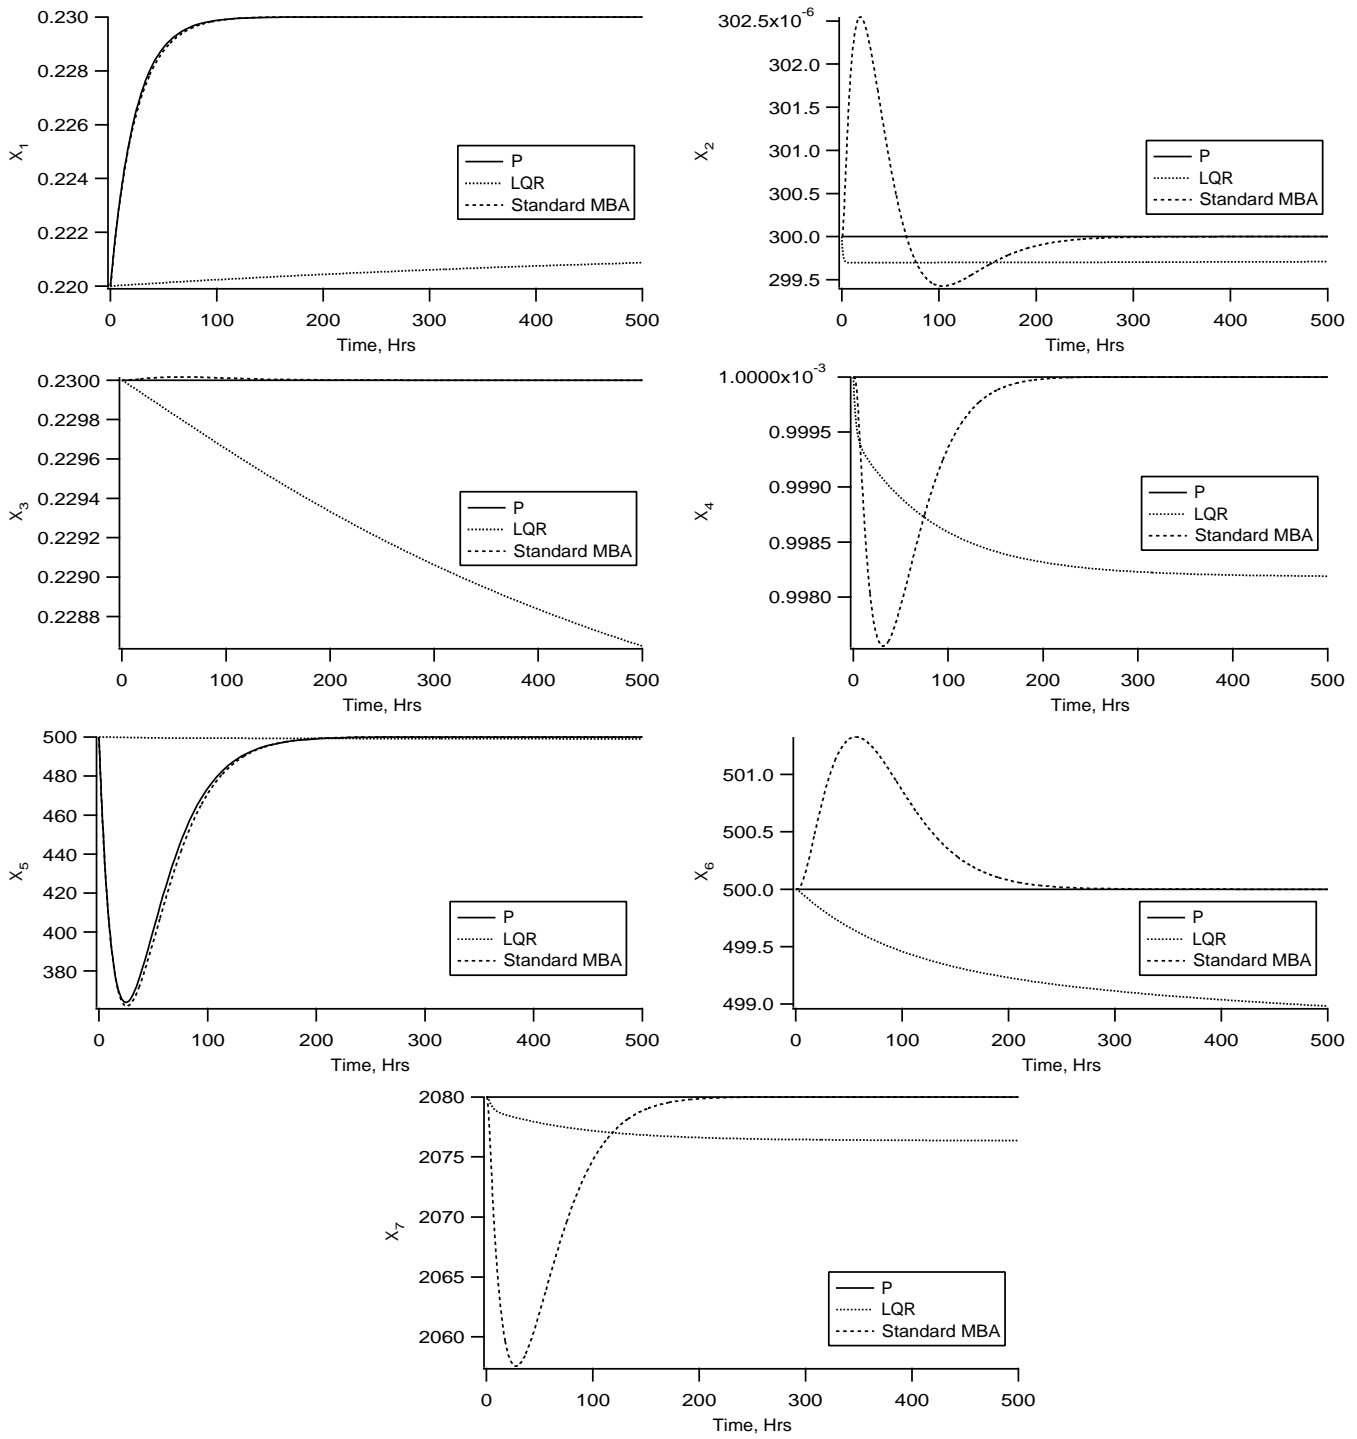 X1
0.230
0.228
0.226
0.224
0.222
0.220
P
LQR
Standard MBA
0 100 200 300 400 500
Time, Hrs
X2
302.5x10^-6
302.0
301.5
301.0
300.5
300.0
299.5
P
LQR
Standard MBA
0 100 200 300 400 500
Time, Hrs
X3
0.2300
0.2298
0.2296
0.2294
0.2292
0.2290
0.2288
P
LQR
Standard MBA
0 100 200 300 400 500
Time, Hrs
X4
1.0000x10^-3
0.9995
0.9990
0.9985
0.9980
P
LQR
Standard MBA
0 100 200 300 400 500
Time, Hrs
X5
500
480
460
440
420
400
380
P
LQR
Standard MBA
0 100 200 300 400 500
Time, Hrs
X6
501.0
500.5
500.0
499.5
499.0
P
LQR
Standard MBA
0 100 200 300 400 500
Time, Hrs
X7
2080
2075
2070
2065
2060
P
LQR
Standard MBA
0 100 200 300 400 500
Time, Hrs